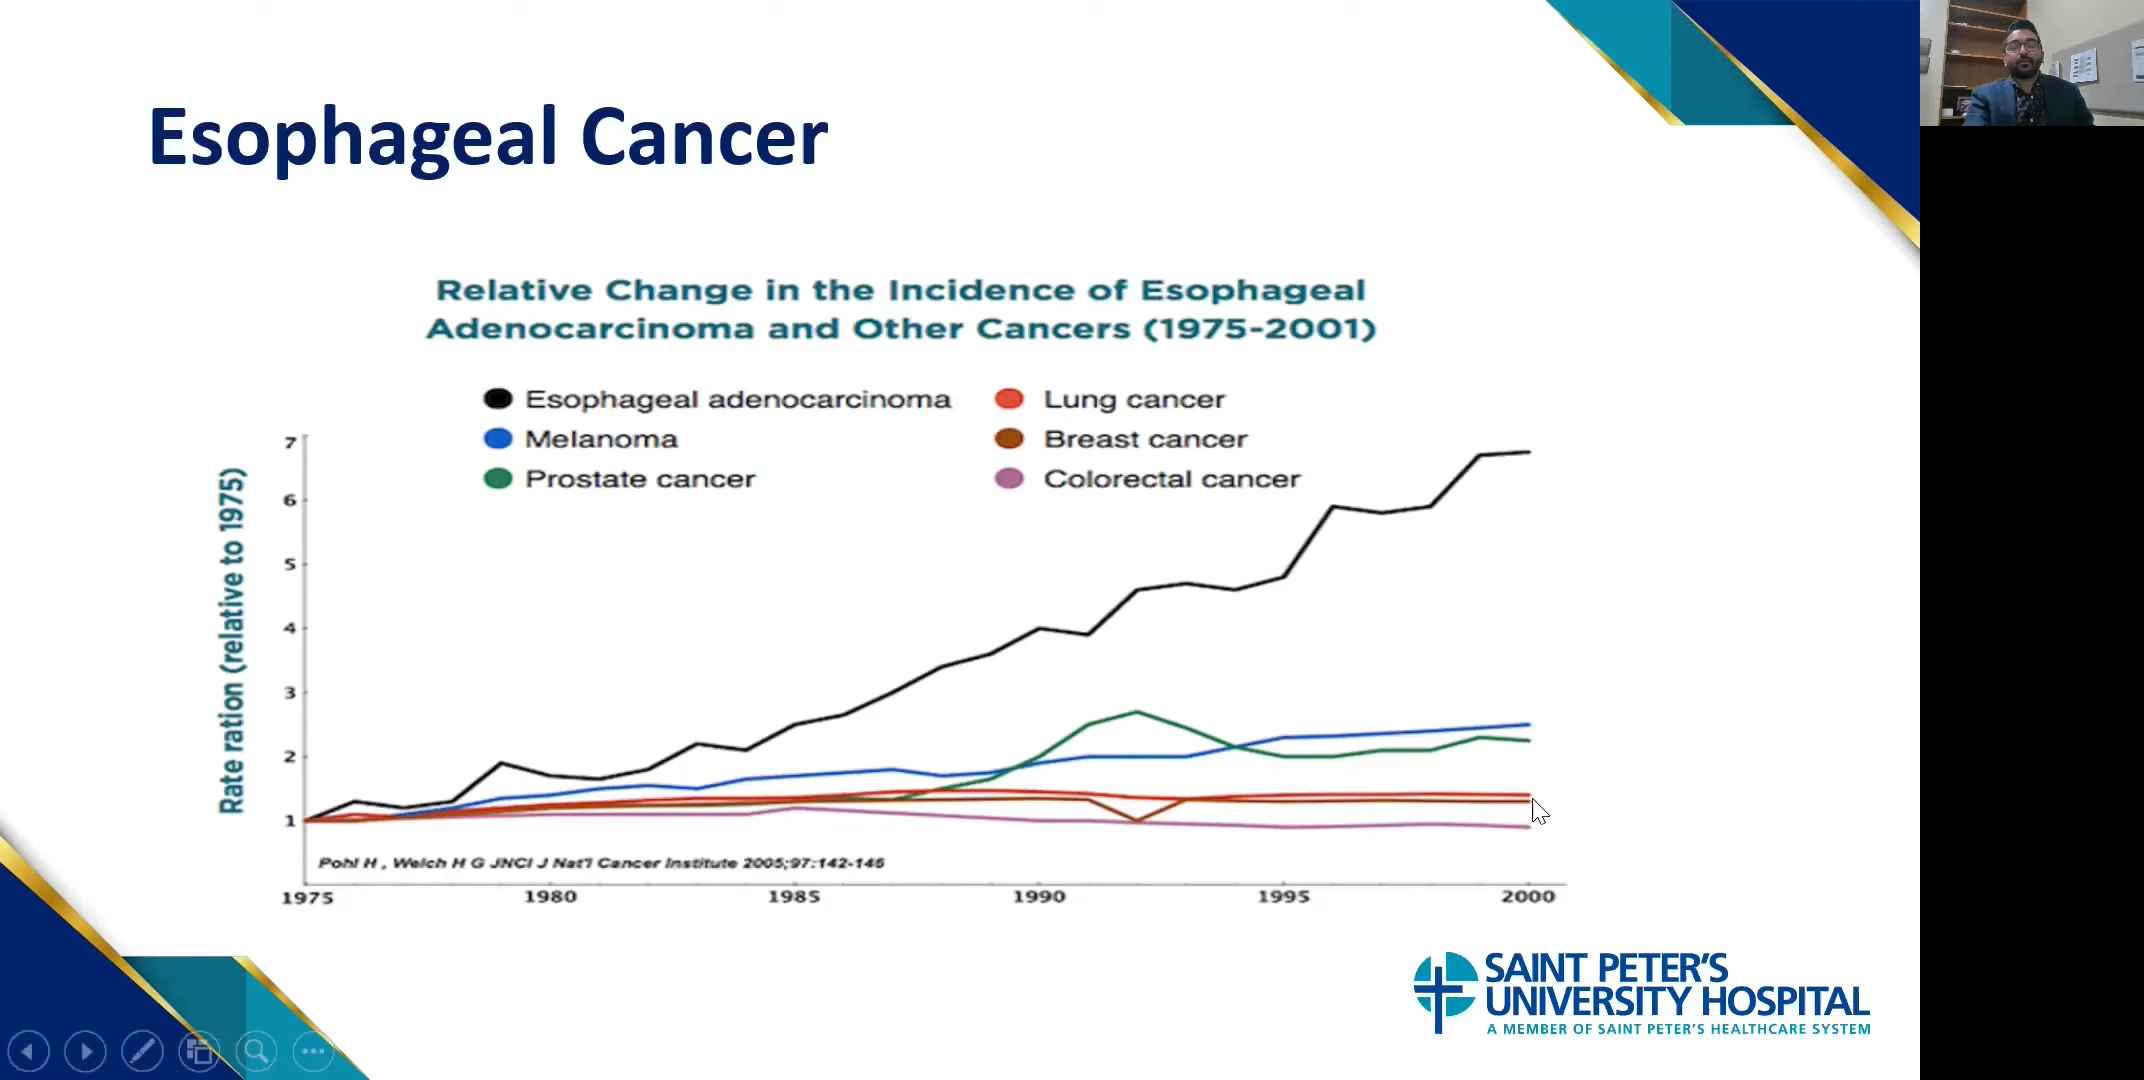 Esophageal Cancer
Relative Change in the Incidence of Esophageal
Adenocarcinoma and Other Cancers (1975-2001)
Esophageal adenocarcinoma
Lung cancer
Melanoma
Breast cancer
Prostate cancer
Colorectal cancer
Rate ration (relative to 1975)
7
6
5
4
3
2
1
Pohl H , Welch H G JNCI J Nat'l Cancer Institute 2005;97:142-146
1975 1980 1985 1990 1995 2000
SAINT PETER'S
UNIVERSITY HOSPITAL
A MEMBER OF SAINT PETER'S HEALTHCARE SYSTEM